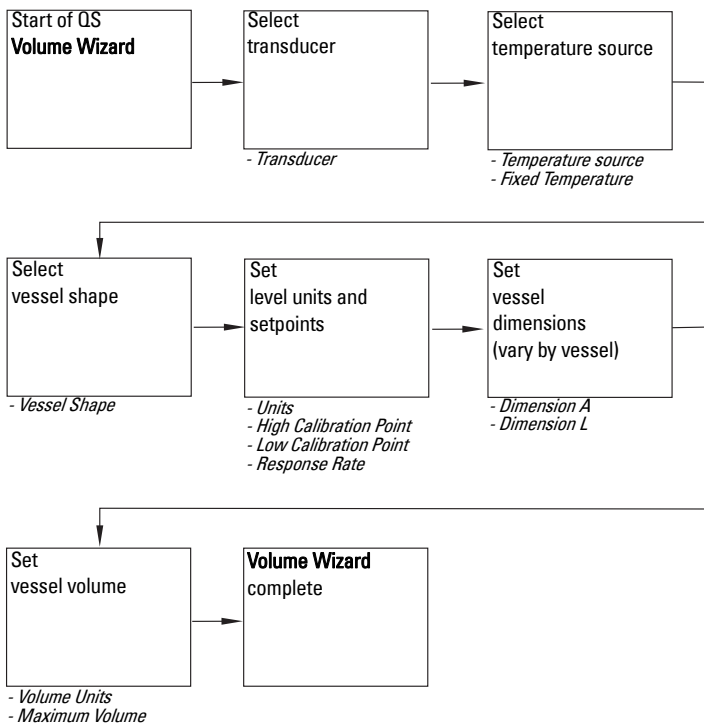 Start of QS
Volume Wizard
Select
transducer
- Transducer
Select
temperature source
- Temperature source
- Fixed Temperature
Select
vessel shape
- Vessel Shape
Set
level units and
setpoints
- Units
- High Calibration Point
- Low Calibration Point
- Response Rate
Set
vessel
dimensions
(vary by vessel)
- Dimension A
- Dimension L
Set
vessel volume
- Volume Units
- Maximum Volume
Volume Wizard
complete